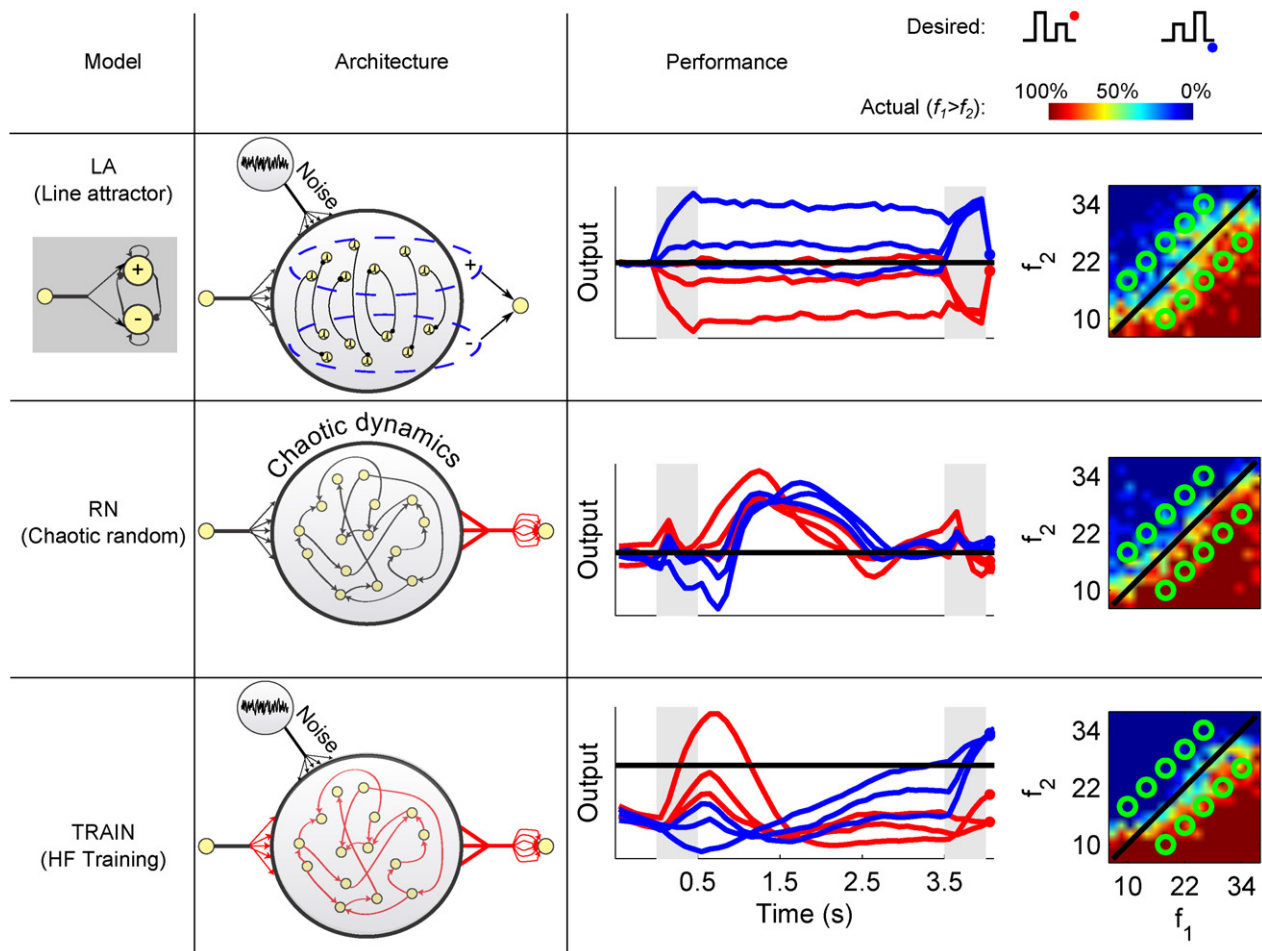 Model
Architecture
Performance
Desired:
100% 50% 0%
Actual (f1>f2):
LA
(Line attractor)
+
-
Noise
+
-
Output
f2
34
22
10
RN
(Chaotic random)
Chaotic dynamics
Output
f2
34
22
10
TRAIN
(HF Training)
Noise
Output
0.5 1.5 2.5 3.5
Time (s)
f2
34
22
10
10 22 34
f1